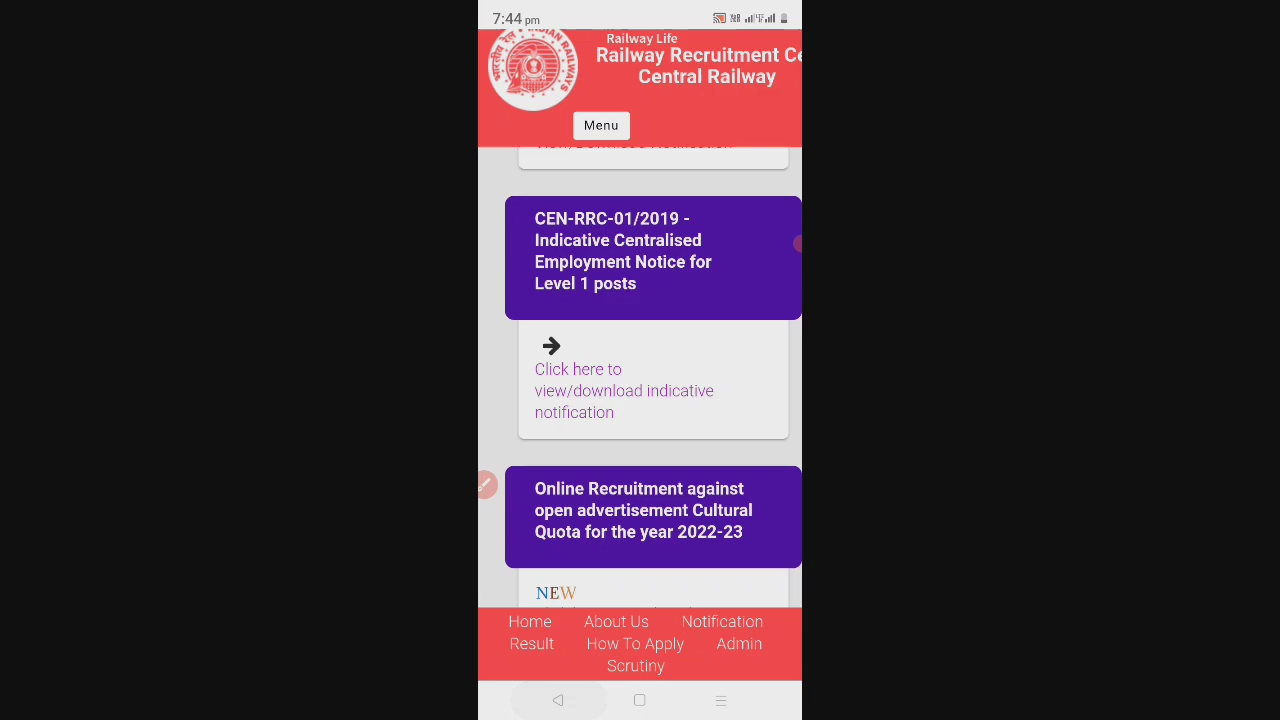 7:44 pm
Railway Life
Railway Recruitment Ce
Central Railway
Menu
CEN-RRC-01/2019 -
Indicative Centralised
Employment Notice for
Level 1 posts
Click here to
view/download indicative
notification
Online Recruitment against
open advertisement Cultural
Quota for the year 2022-23
NEW
Home About Us Notification
Result How To Apply Admin
Scrutiny